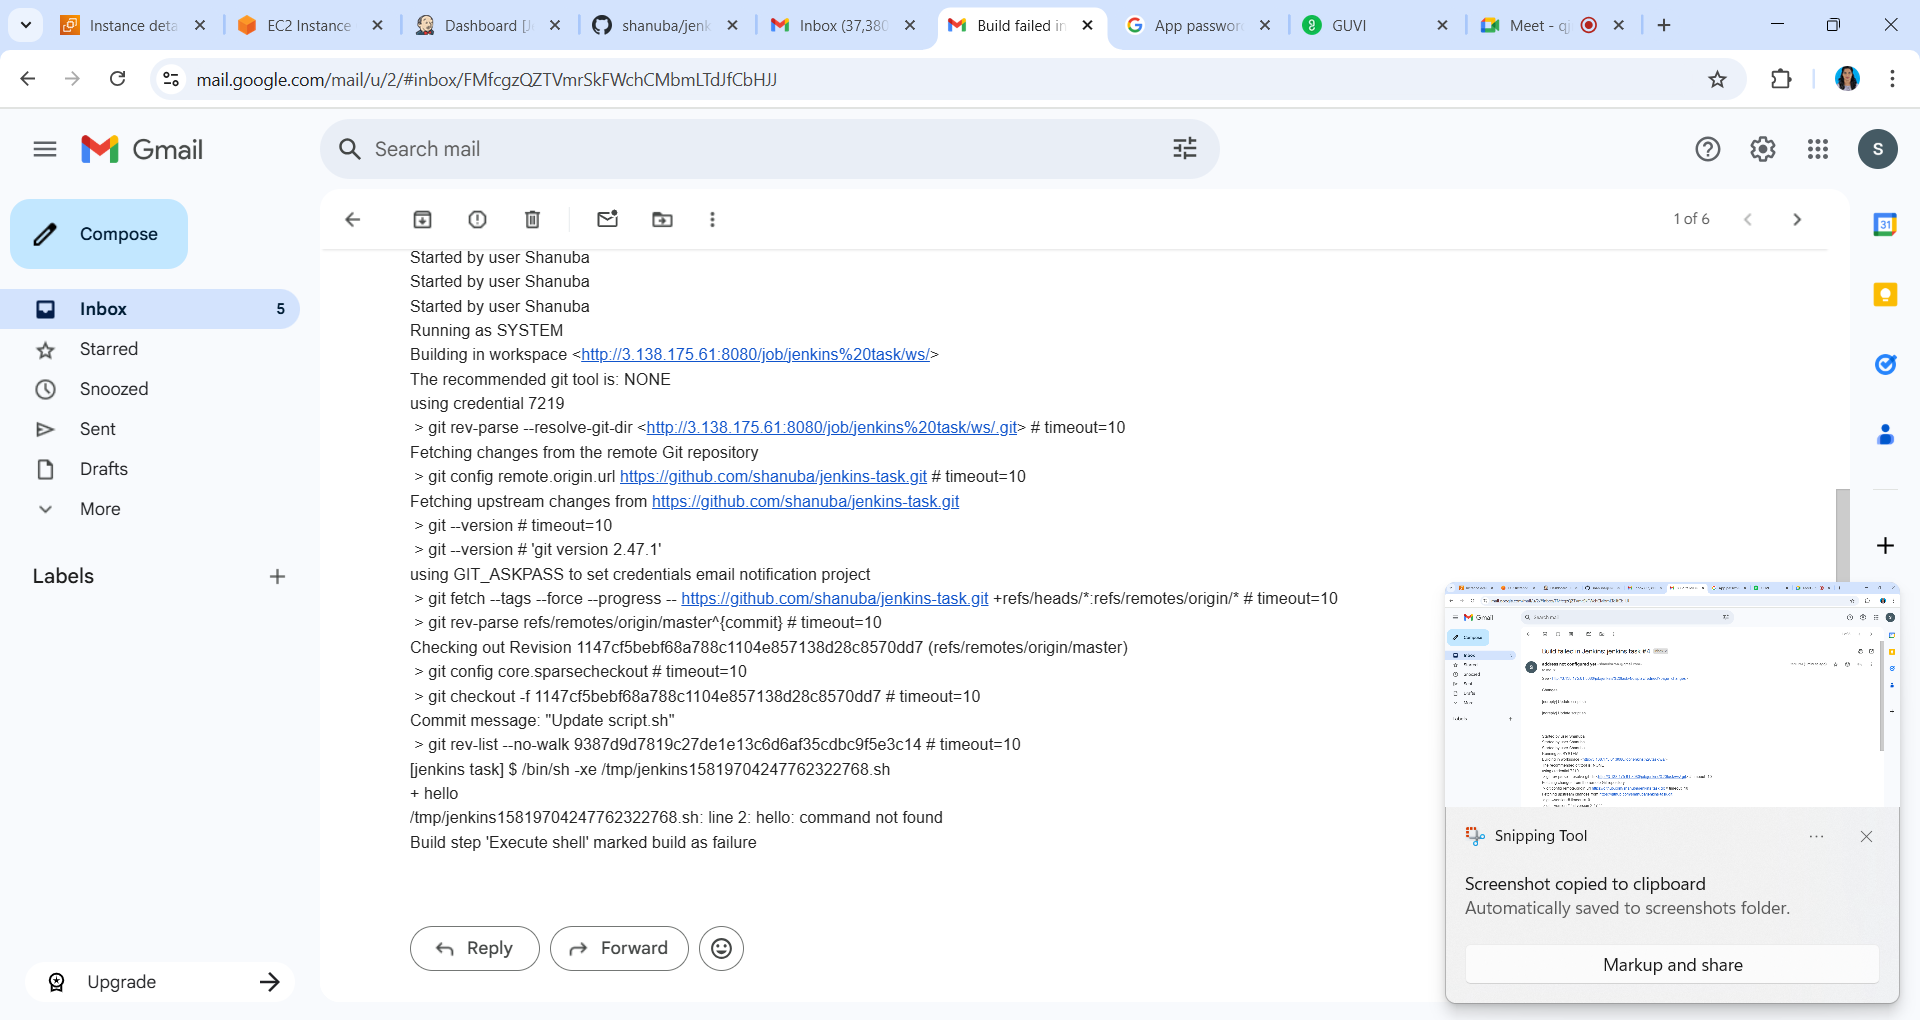 Instance deta
EC2 Instance
Dashboard [J
shanuba/jenk
Inbox (37,380
Build failed in
App password
GUVI
Meet - qj
mail.google.com/mail/u/2/#inbox/FMfcgzQZTVmrSkFWchCMbmLTdJfCbHJJ
Gmail
Search mail
S
Compose
1 of 6
Inbox 5
Starred
Snoozed
Sent
Drafts
More
Labels
Upgrade
Started by user Shanuba
Started by user Shanuba
Started by user Shanuba
Running as SYSTEM
Building in workspace <http://3.138.175.61:8080/job/jenkins%20task/ws/>
The recommended git tool is: NONE
using credential 7219
> git rev-parse --resolve-git-dir <http://3.138.175.61:8080/job/jenkins%20task/ws/.git> # timeout=10
Fetching changes from the remote Git repository
> git config remote.origin.url https://github.com/shanuba/jenkins-task.git # timeout=10
Fetching upstream changes from https://github.com/shanuba/jenkins-task.git
> git --version # timeout=10
> git --version # 'git version 2.47.1'
using GIT_ASKPASS to set credentials email notification project
> git fetch --tags --force --progress -- https://github.com/shanuba/jenkins-task.git +refs/heads/*:refs/remotes/origin/* # timeout=10
> git rev-parse refs/remotes/origin/master^{commit} # timeout=10
Checking out Revision 1147cf5bebf68a788c1104e857138d28c8570dd7 (refs/remotes/origin/master)
> git config core.sparsecheckout # timeout=10
> git checkout -f 1147cf5bebf68a788c1104e857138d28c8570dd7 # timeout=10
Commit message: "Update script.sh"
> git rev-list --no-walk 9387d9d7819c27de1e13c6d6af35cdbc9f5e3c14 # timeout=10
[jenkins task] $ /bin/sh -xe /tmp/jenkins15819704247762322768.sh
+ hello
/tmp/jenkins15819704247762322768.sh: line 2: hello: command not found
Build step 'Execute shell' marked build as failure
Reply
Forward
31
Build failed in Jenkins: jenkins task #4
Snipping Tool
Screenshot copied to clipboard
Automatically saved to screenshots folder.
Markup and share